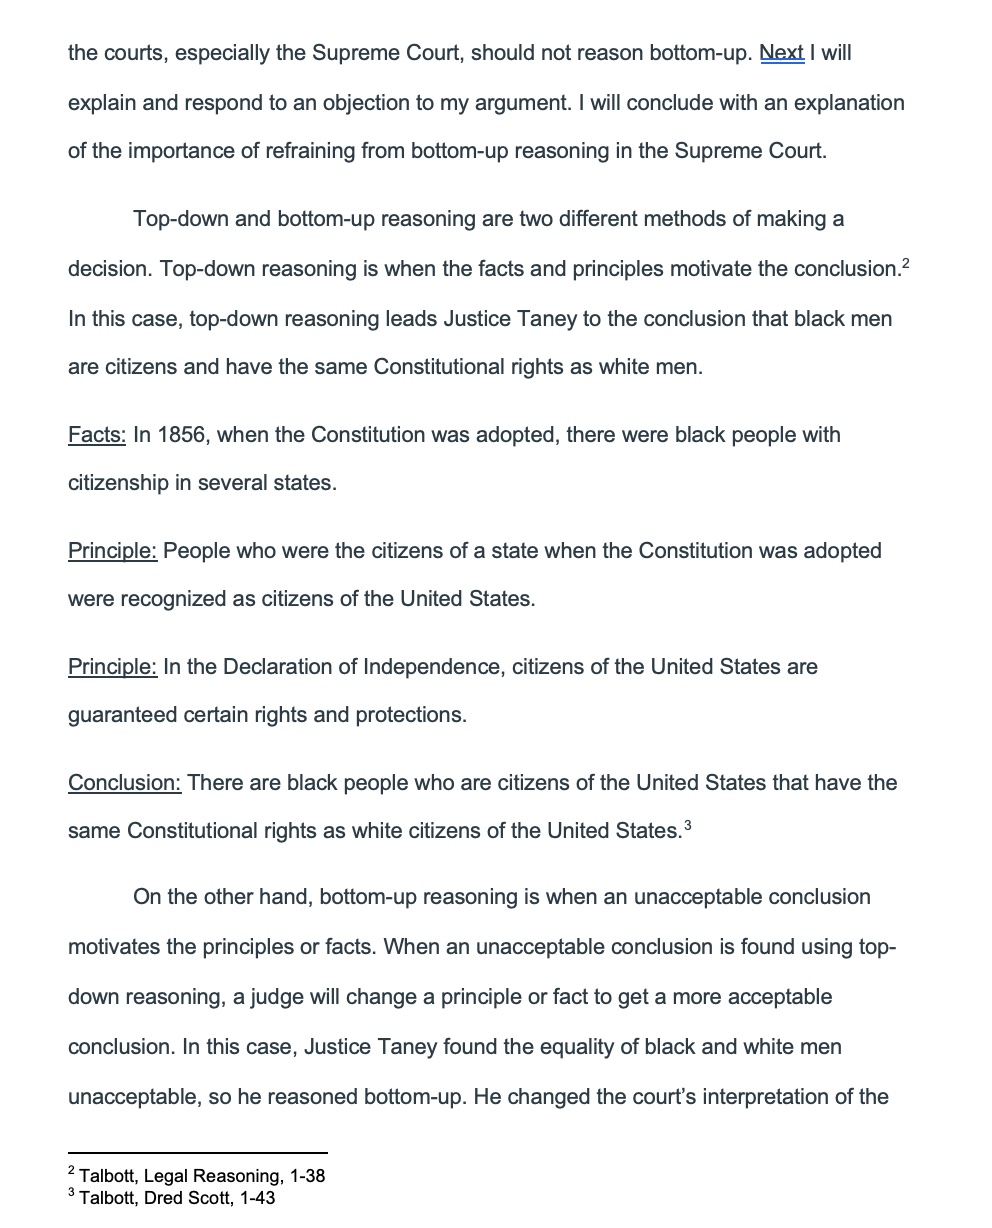 the courts, especially the Supreme Court, should not reason bottom-up. Next I will
explain and respond to an objection to my argument. I will conclude with an explanation
of the importance of refraining from bottom-up reasoning in the Supreme Court.
Top-down and bottom-up reasoning are two different methods of making a
decision. Top-down reasoning is when the facts and principles motivate the conclusion.²
In this case, top-down reasoning leads Justice Taney to the conclusion that black men
are citizens and have the same Constitutional rights as white men.
Facts: In 1856, when the Constitution was adopted, there were black people with
citizenship in several states.
Principle: People who were the citizens of a state when the Constitution was adopted
were recognized as citizens of the United States.
Principle: In the Declaration of Independence, citizens of the United States are
guaranteed certain rights and protections.
Conclusion: There are black people who are citizens of the United States that have the
same Constitutional rights as white citizens of the United States.³
On the other hand, bottom-up reasoning is when an unacceptable conclusion
motivates the principles or facts. When an unacceptable conclusion is found using top-
down reasoning, a judge will change a principle or fact to get a more acceptable
conclusion. In this case, Justice Taney found the equality of black and white men
unacceptable, so he reasoned bottom-up. He changed the court’s interpretation of the
² Talbott, Legal Reasoning, 1-38
³ Talbott, Dred Scott, 1-43